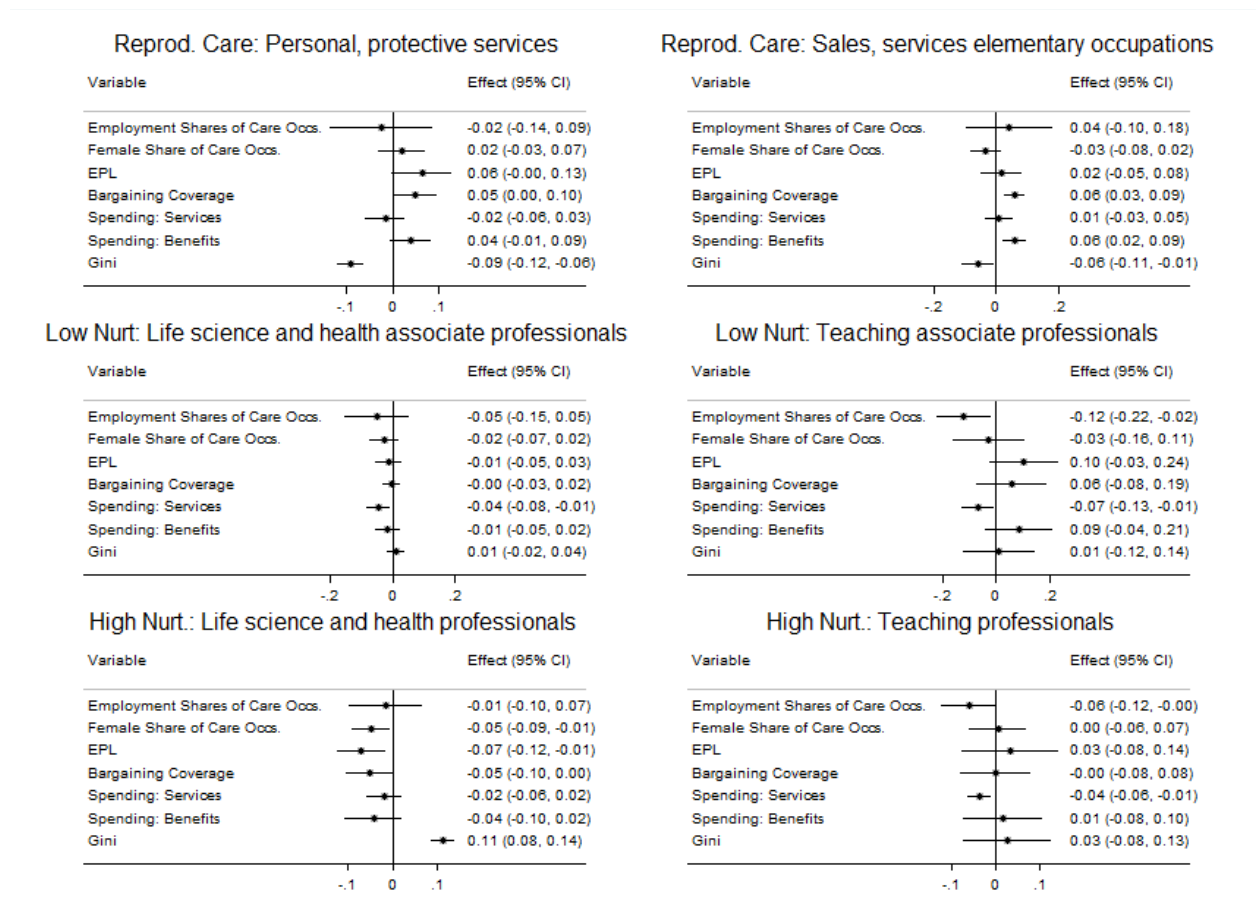 Reprod. Care: Personal, protective services
Variable Effect (95% CI)
Employment Shares of Care Occs. -0.02 (-0.14, 0.09)
Female Share of Care Occs. 0.02 (-0.03, 0.07)
EPL 0.06 (-0.00, 0.13)
Bargaining Coverage 0.05 (0.00, 0.10)
Spending: Services -0.02 (-0.06, 0.03)
Spending: Benefits 0.04 (-0.01, 0.09)
Gini -0.09 (-0.12, -0.06)
-.1 0 .1
Reprod. Care: Sales, services elementary occupations
Variable Effect (95% CI)
Employment Shares of Care Occs. 0.04 (-0.10, 0.18)
Female Share of Care Occs. -0.03 (-0.08, 0.02)
EPL 0.02 (-0.05, 0.08)
Bargaining Coverage 0.06 (0.03, 0.09)
Spending: Services 0.01 (-0.03, 0.05)
Spending: Benefits 0.06 (0.02, 0.09)
Gini -0.06 (-0.11, -0.01)
-.2 0 .2
Low Nurt: Life science and health associate professionals
Variable Effect (95% CI)
Employment Shares of Care Occs. -0.05 (-0.15, 0.05)
Female Share of Care Occs. -0.02 (-0.07, 0.02)
EPL -0.01 (-0.05, 0.03)
Bargaining Coverage -0.00 (-0.03, 0.02)
Spending: Services -0.04 (-0.08, -0.01)
Spending: Benefits -0.01 (-0.05, 0.02)
Gini 0.01 (-0.02, 0.04)
-.2 0 .2
Low Nurt: Teaching associate professionals
Variable Effect (95% CI)
Employment Shares of Care Occs. -0.12 (-0.22, -0.02)
Female Share of Care Occs. -0.03 (-0.16, 0.11)
EPL 0.10 (-0.03, 0.24)
Bargaining Coverage 0.06 (-0.08, 0.19)
Spending: Services -0.07 (-0.13, -0.01)
Spending: Benefits 0.09 (-0.04, 0.21)
Gini 0.01 (-0.12, 0.14)
-.2 0 .2
High Nurt.: Life science and health professionals
Variable Effect (95% CI)
Employment Shares of Care Occs. -0.01 (-0.10, 0.07)
Female Share of Care Occs. -0.05 (-0.09, -0.01)
EPL -0.07 (-0.12, -0.01)
Bargaining Coverage -0.05 (-0.10, 0.00)
Spending: Services -0.02 (-0.06, 0.02)
Spending: Benefits -0.04 (-0.10, 0.02)
Gini 0.11 (0.08, 0.14)
-.1 0 .1
High Nurt.: Teaching professionals
Variable Effect (95% CI)
Employment Shares of Care Occs. -0.06 (-0.12, -0.00)
Female Share of Care Occs. 0.00 (-0.06, 0.07)
EPL 0.03 (-0.08, 0.14)
Bargaining Coverage -0.00 (-0.08, 0.08)
Spending: Services -0.04 (-0.06, -0.01)
Spending: Benefits 0.01 (-0.08, 0.10)
Gini 0.03 (-0.08, 0.13)
-.1 0 .1